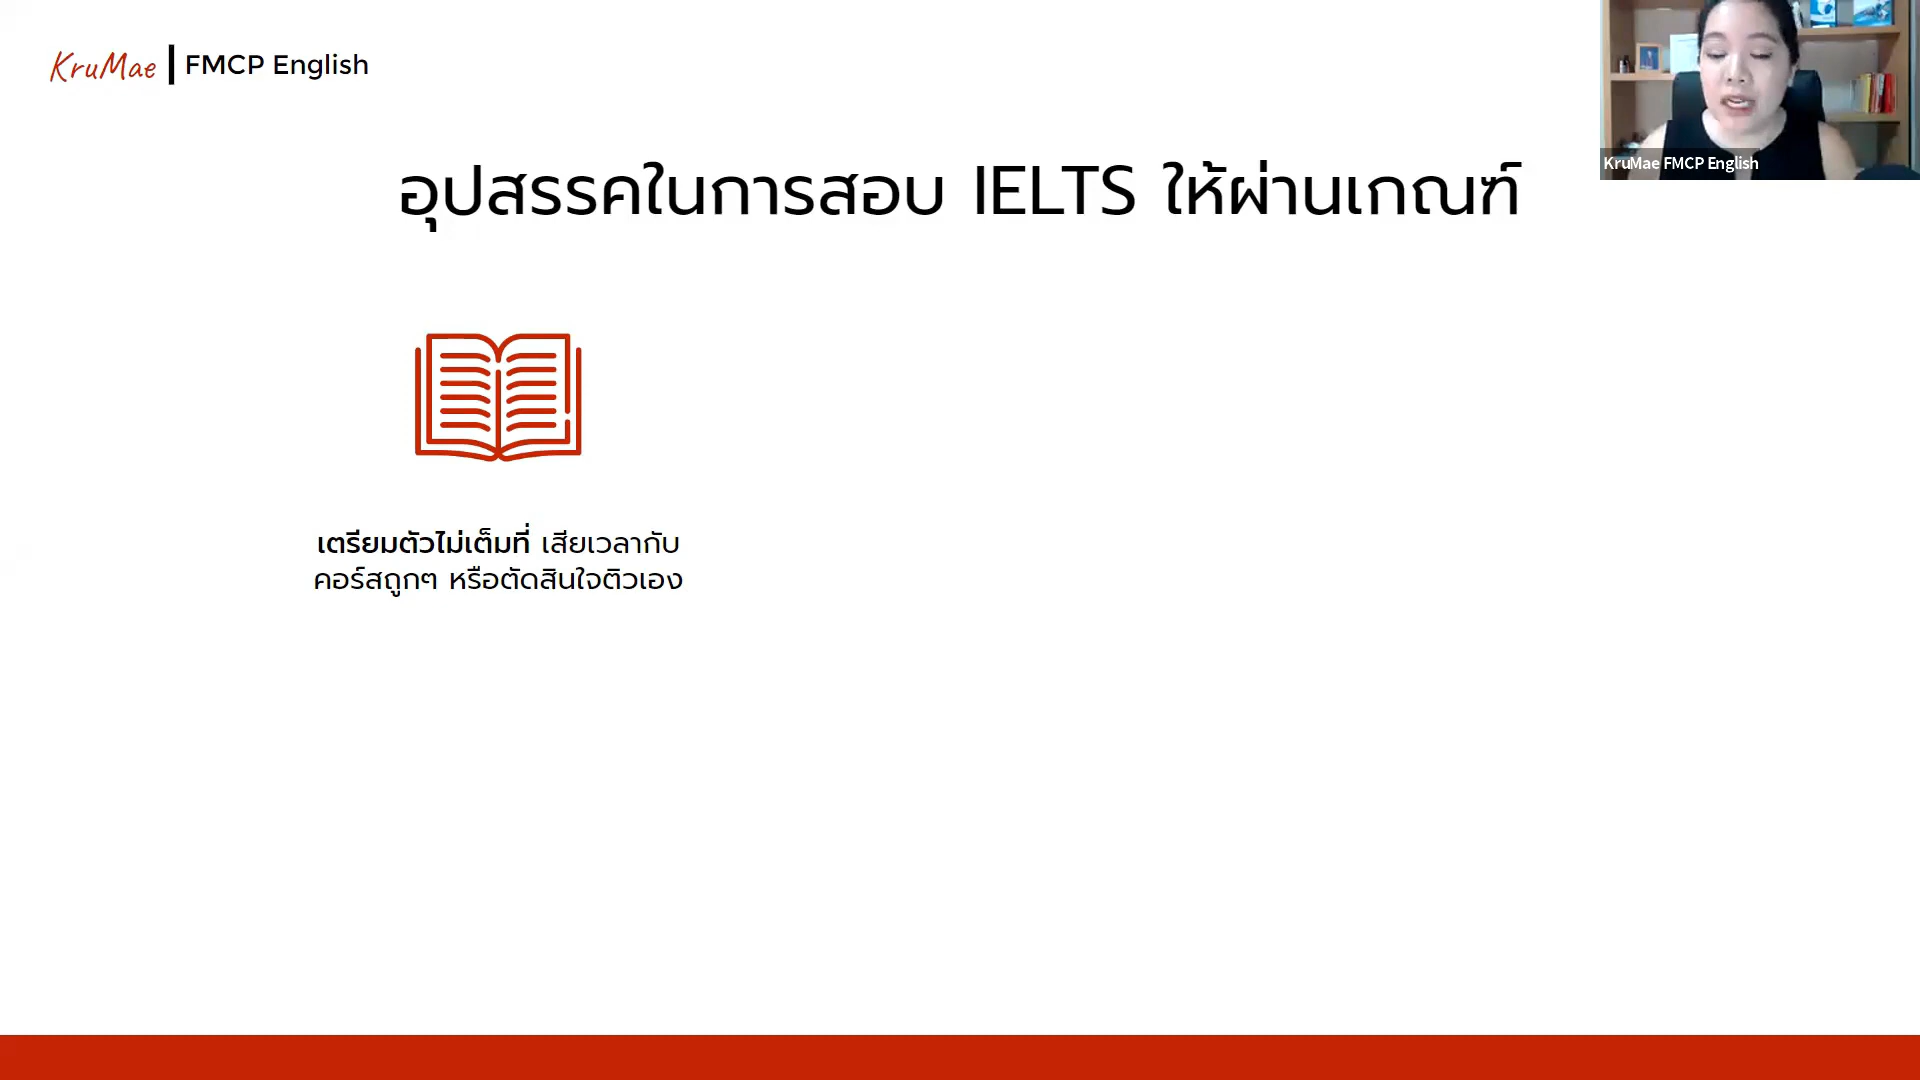 KruMae | FMCP English
KruMae FMCP English
อุปสรรคในการสอบ IELTS ให้ผ่านเกณฑ์
เตรียมตัวไม่เต็มที่ เสียเวลากับ
คอร์สถูกๆ หรือตัดสินใจติวเอง